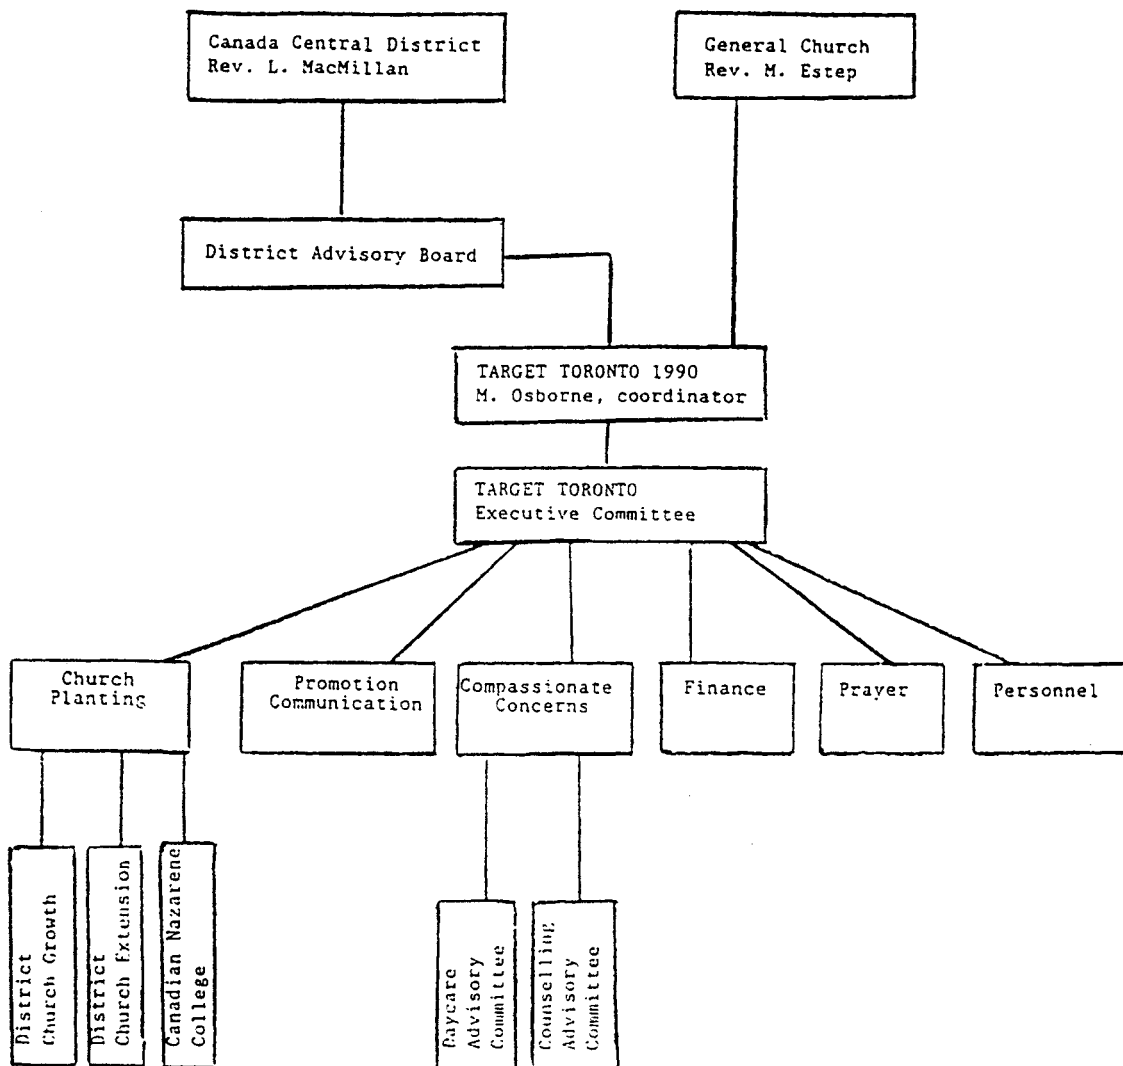 Canada Central District
Rev. L. MacMillan
General Church
Rev. M. Estep
District Advisory Board
TARGET TORONTO 1990
M. Osborne, coordinator
TARGET TORONTO
Executive Committee
Church
Planting
Promotion
Communication
Compassionate
Concerns
Finance
Prayer
Personnel
District
Church Growth
District
Church Extension
Canadian Nazarene
College
Daycare
Advisory
Committee
Counselling
Advisory
Committee